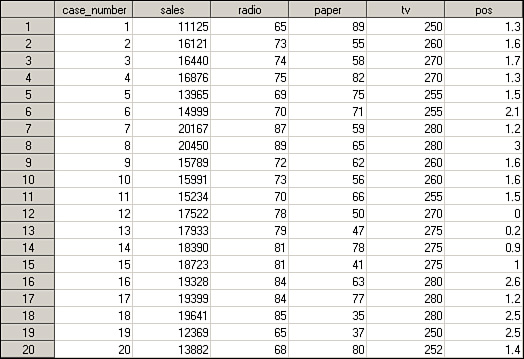 case_number sales radio paper tv pos
1 1 11125 65 89 250 1.3
2 2 16121 73 55 260 1.6
3 3 16440 74 58 270 1.7
4 4 16876 75 82 270 1.3
5 5 13965 69 75 255 1.5
6 6 14999 70 71 255 2.1
7 7 20167 87 59 280 1.2
8 8 20450 89 65 280 3
9 9 15789 72 62 260 1.6
10 10 15991 73 56 260 1.6
11 11 15234 70 66 255 1.5
12 12 17522 78 50 270 0
13 13 17933 79 47 275 0.2
14 14 18390 81 78 275 0.9
15 15 18723 81 41 275 1
16 16 19328 84 63 280 2.6
17 17 19399 84 77 280 1.2
18 18 19641 85 35 280 2.5
19 19 12369 65 37 250 2.5
20 20 13882 68 80 252 1.4